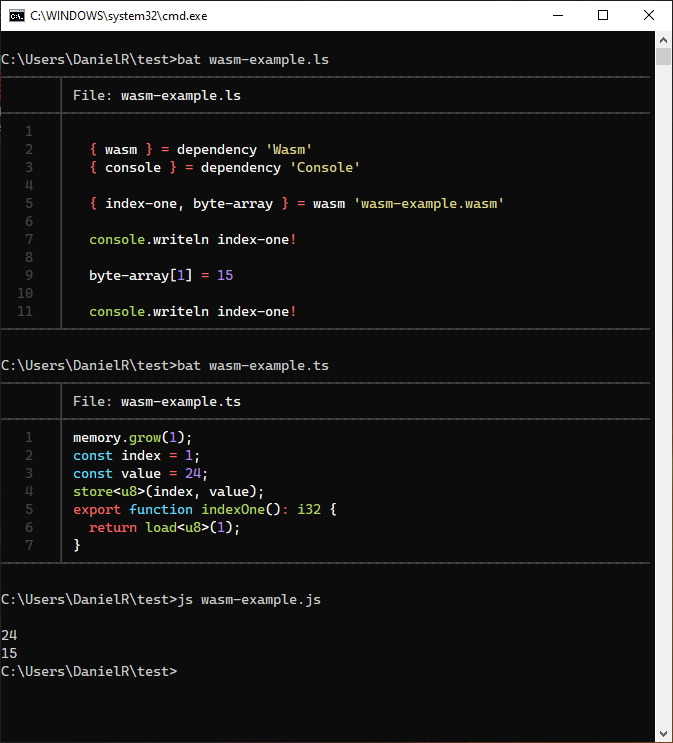 C:\WINDOWS\system32\cmd.exe
C:\Users\DanielR\test>bat wasm-example.ls
File: wasm-example.ls
1
2 { wasm } = dependency 'Wasm'
3 { console } = dependency 'Console'
4
5 { index-one, byte-array } = wasm 'wasm-example.wasm'
6
7 console.writeln index-one!
8
9 byte-array[1] = 15
10
11 console.writeln index-one!
C:\Users\DanielR\test>bat wasm-example.ts
File: wasm-example.ts
1 memory.grow(1);
2 const index = 1;
3 const value = 24;
4 store<u8>(index, value);
5 export function indexOne(): i32 {
6 return load<u8>(1);
7 }
C:\Users\DanielR\test>js wasm-example.js
24
15
C:\Users\DanielR\test>